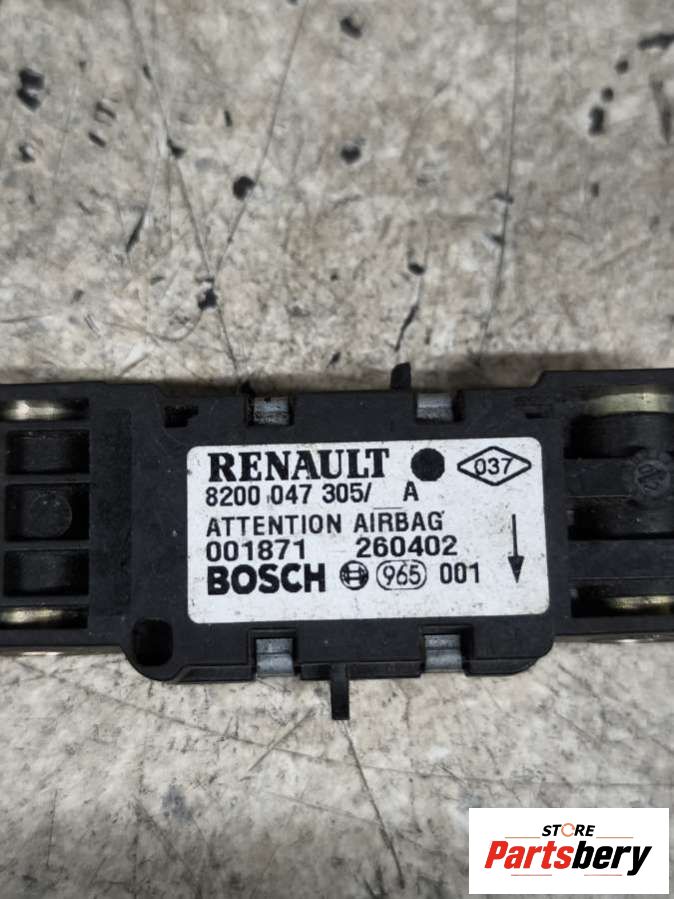 RENAULT 037
8200 047 305/ A
ATTENTION AIRBAG
001871 260402
BOSCH 965 001
STORE
Partsbery